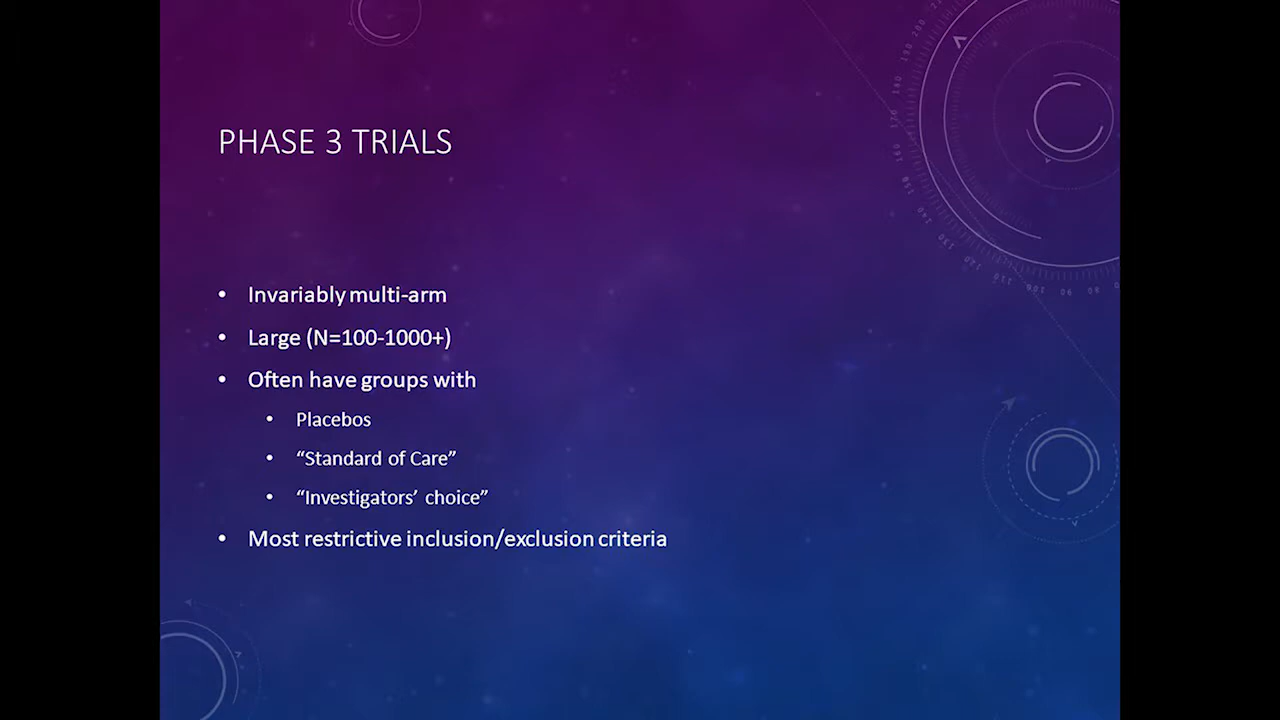 PHASE 3 TRIALS
• Invariably multi-arm
• Large (N=100-1000+)
• Often have groups with
• Placebos
• “Standard of Care”
• “Investigators’ choice”
• Most restrictive inclusion/exclusion criteria